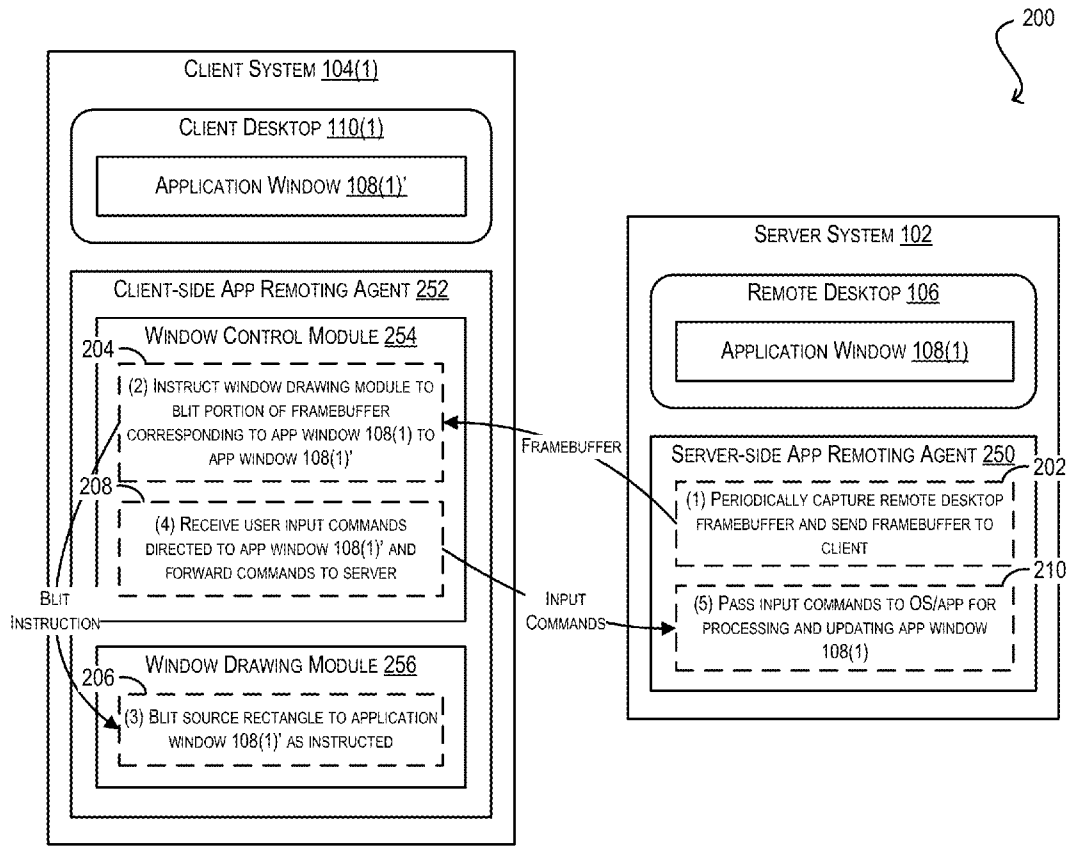 200
CLIENT SYSTEM 104(1)
CLIENT DESKTOP 110(1)
APPLICATION WINDOW 108(1)'
CLIENT-SIDE APP REMOTING AGENT 252
WINDOW CONTROL MODULE 254
204
(2) INSTRUCT WINDOW DRAWING MODULE TO
BLIT PORTION OF FRAMEBUFFER
CORRESPONDING TO APP WINDOW 108(1) TO
APP WINDOW 108(1)'
208
(4) RECEIVE USER INPUT COMMANDS
DIRECTED TO APP WINDOW 108(1)' AND
FORWARD COMMANDS TO SERVER
BLIT
INSTRUCTION
WINDOW DRAWING MODULE 256
206
(3) BLIT SOURCE RECTANGLE TO APPLICATION
WINDOW 108(1)' AS INSTRUCTED
FRAMEBUFFER
INPUT
COMMANDS
SERVER SYSTEM 102
REMOTE DESKTOP 106
APPLICATION WINDOW 108(1)
SERVER-SIDE APP REMOTING AGENT 250
202
(1) PERIODICALLY CAPTURE REMOTE DESKTOP
FRAMEBUFFER AND SEND FRAMEBUFFER TO
CLIENT
210
(5) PASS INPUT COMMANDS TO OS/APP FOR
PROCESSING AND UPDATING APP WINDOW
108(1)